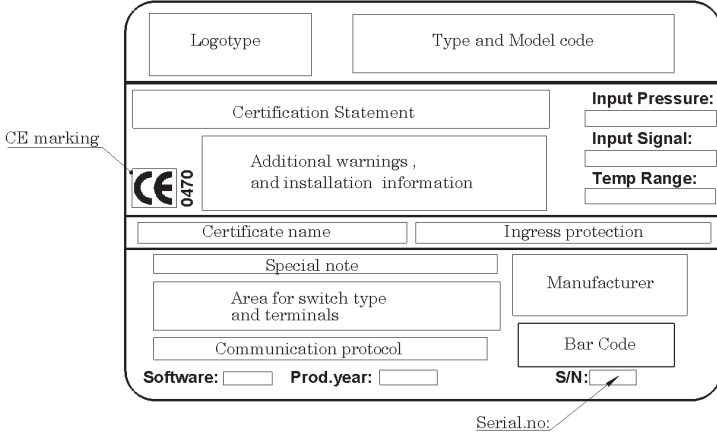 Logotype
Type and Model code
Certification Statement
Input Pressure:
CE marking
Input Signal:
Additional warnings ,
and installation information
Temp Range:
CE
0470
Certificate name
Ingress protection
Special note
Manufacturer
Area for switch type
and terminals
Communication protocol
Bar Code
Software:
Prod.year:
S/N:
Serial.no: